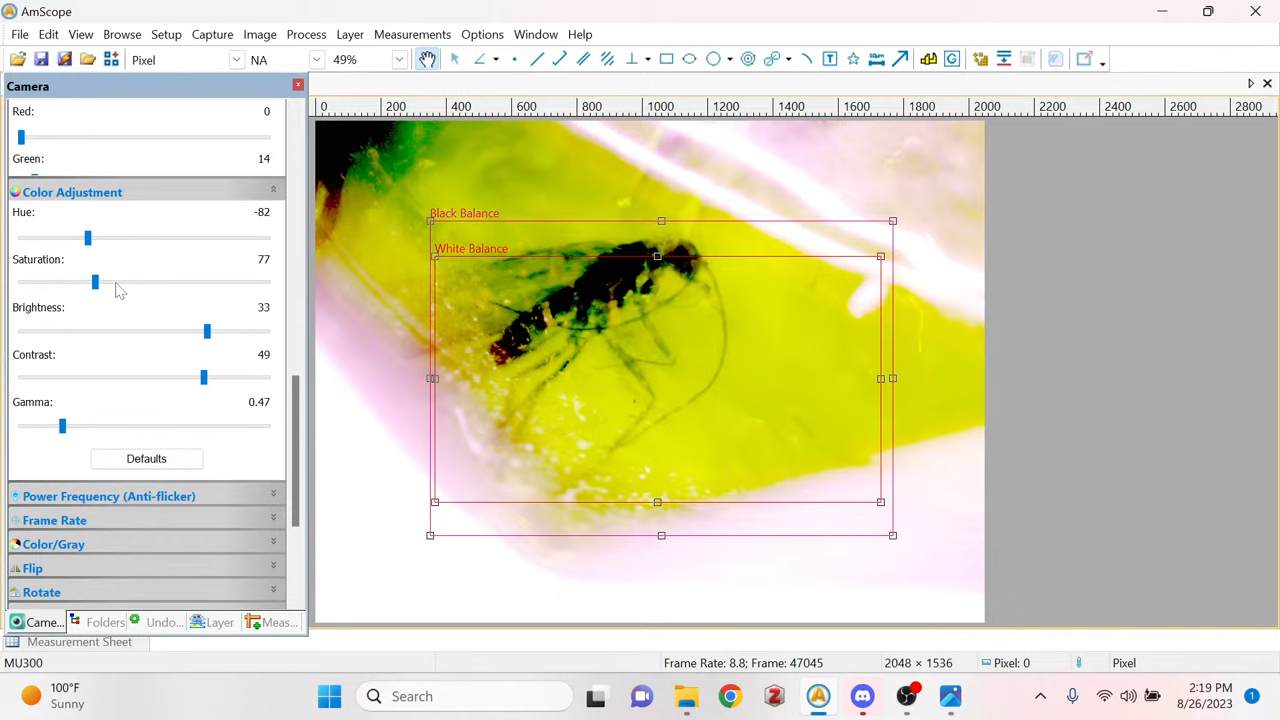 AmScope
File Edit View Browse Setup Capture Image Process Layer Measurements Options Window Help
Pixel NA 49%
Camera
0 200 400 600 800 1000 1200 1400 1600 1800 2000 2200 2400 2600 2800
Red: 0
Green: 14
Color Adjustment
Hue: -82
Saturation: 77
Brightness: 33
Contrast: 49
Gamma: 0.47
Defaults
Power Frequency (Anti-flicker)
Frame Rate
Color/Gray
Flip
Rotate
Black Balance
White Balance
Came... Folders Undo... Layer Meas...
Measurement Sheet
MU300 Frame Rate: 8.8; Frame: 47045 2048 × 1536 Pixel: 0 Pixel
100°F
Sunny
Search
2:19 PM
8/26/2023
1